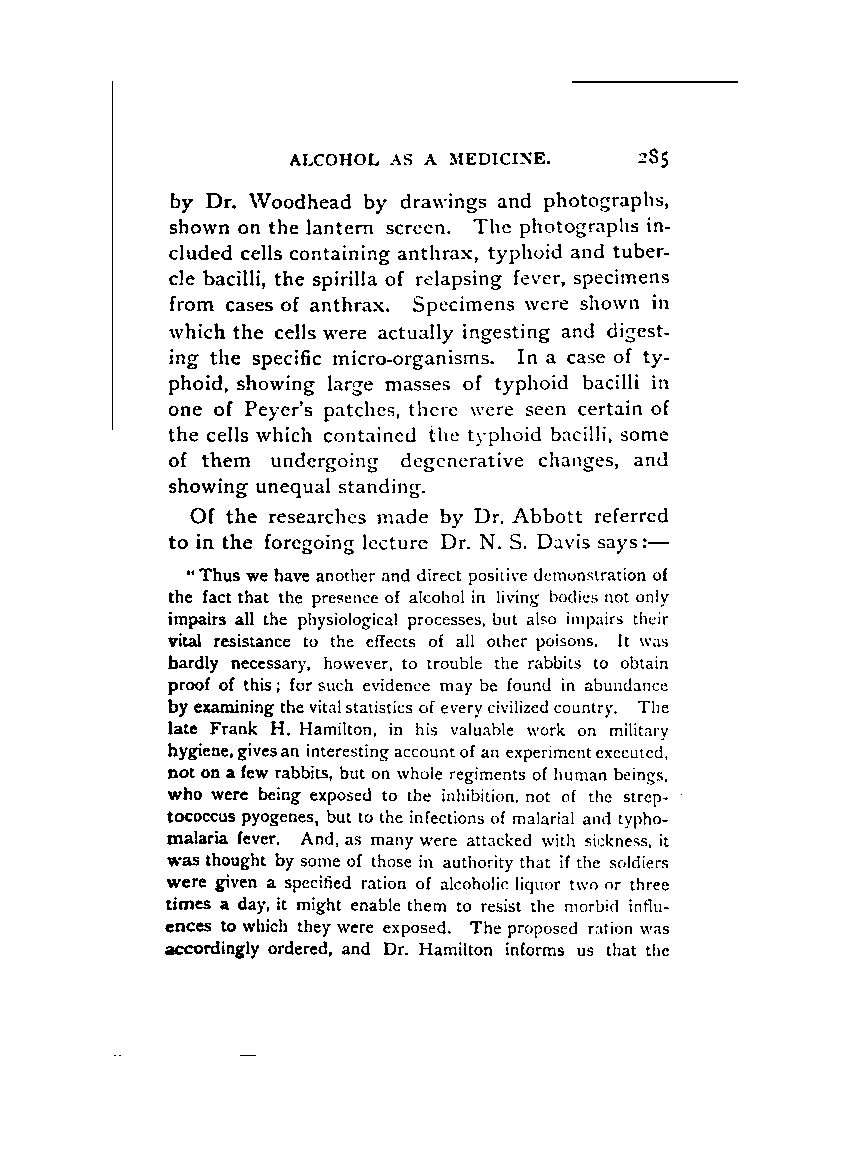 ALCOHOL AS A MEDICINE. 285
by Dr. Woodhead by drawings and photographs,
shown on the lantern screen. The photographs in-
cluded cells containing anthrax, typhoid and tuber-
cle bacilli, the spirilla of relapsing fever, specimens
from cases of anthrax. Specimens were shown in
which the cells were actually ingesting and digest-
ing the specific micro-organisms. In a case of ty-
phoid, showing large masses of typhoid bacilli in
one of Peyer's patches, there were seen certain of
the cells which contained the typhoid bacilli, some
of them undergoing degenerative changes, and
showing unequal standing.
Of the researches made by Dr. Abbott referred
to in the foregoing lecture Dr. N. S. Davis says:—
"Thus we have another and direct positive demonstration of
the fact that the presence of alcohol in living bodies not only
impairs all the physiological processes, but also impairs their
vital resistance to the effects of all other poisons. It was
hardly necessary, however, to trouble the rabbits to obtain
proof of this; for such evidence may be found in abundance
by examining the vital statistics of every civilized country. The
late Frank H. Hamilton, in his valuable work on military
hygiene, gives an interesting account of an experiment executed,
not on a few rabbits, but on whole regiments of human beings,
who were being exposed to the inhibition, not of the strep-
tococcus pyogenes, but to the infections of malarial and typho-
malaria fever. And, as many were attacked with sickness, it
was thought by some of those in authority that if the soldiers
were given a specified ration of alcoholic liquor two or three
times a day, it might enable them to resist the morbid influ-
ences to which they were exposed. The proposed ration was
accordingly ordered, and Dr. Hamilton informs us that the